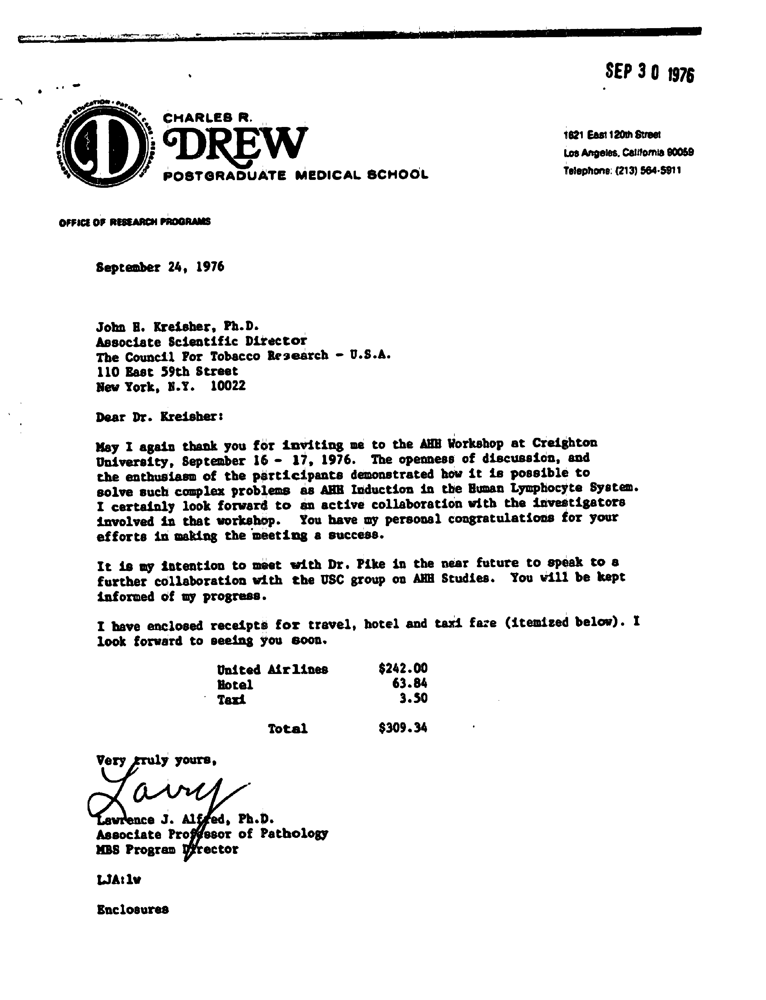 SEP 30 1976
SERVICE THROUGH EDUCATION • PATIENT CARE • RESEARCH
D
CHARLES R.
DREW
POSTGRADUATE MEDICAL SCHOOL
1621 East 120th Street
Los Angeles, California 90059
Telephone: (213) 564-5911
OFFICE OF RESEARCH PROGRAMS
September 24, 1976
John H. Kreisher, Ph.D.
Associate Scientific Director
The Council For Tobacco Research - U.S.A.
110 East 59th Street
New York, N.Y. 10022
Dear Dr. Kreisher:
May I again thank you for inviting me to the AHH Workshop at Creighton
University, September 16 - 17, 1976. The openness of discussion, and
the enthusiasm of the participants demonstrated how it is possible to
solve such complex problems as AHH Induction in the Human Lymphocyte System.
I certainly look forward to an active collaboration with the investigators
involved in that workshop. You have my personal congratulations for your
efforts in making the meeting a success.
It is my intention to meet with Dr. Pike in the near future to speak to a
further collaboration with the USC group on AHH Studies. You will be kept
informed of my progress.
I have enclosed receipts for travel, hotel and taxi fare (itemized below). I
look forward to seeing you soon.
United Airlines $242.00
Hotel 63.84
Taxi 3.50
Total $309.34
Very truly yours,
Larry
Lawrence J. Alfred, Ph.D.
Associate Professor of Pathology
MBS Program Director
LJA:lw
Enclosures